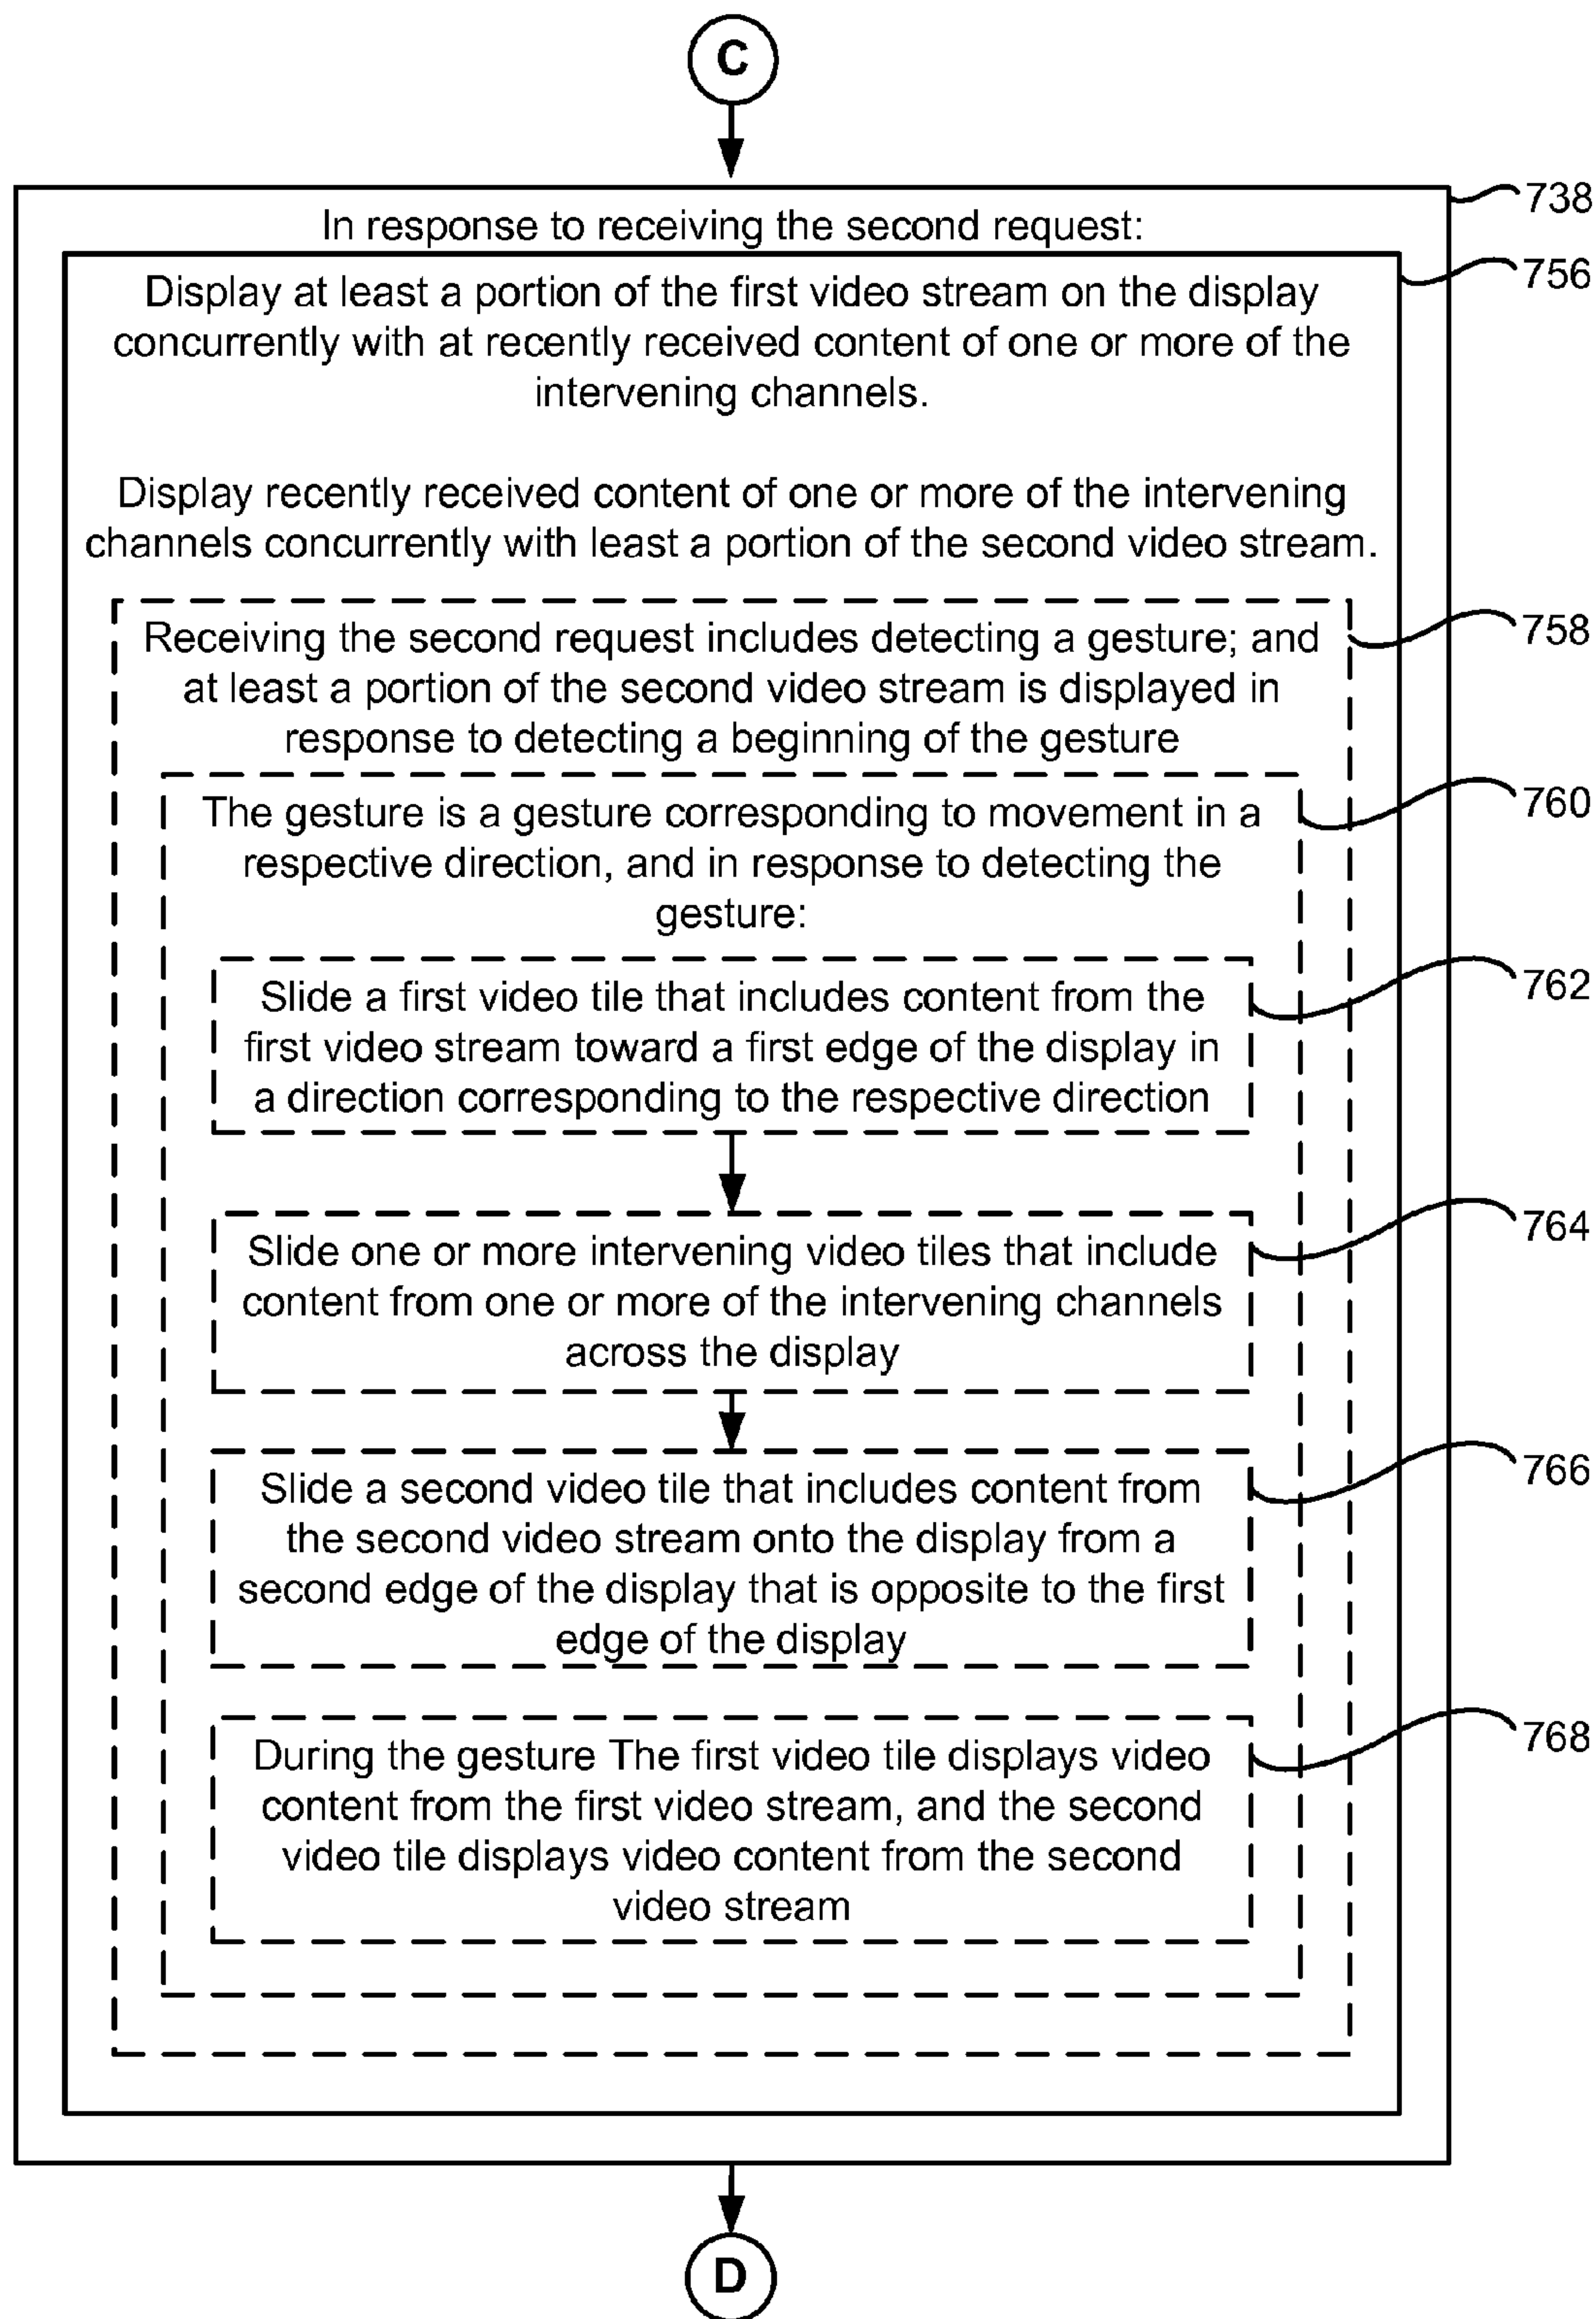 C
738
In response to receiving the second request:
756
Display at least a portion of the first video stream on the display
concurrently with at recently received content of one or more of the
intervening channels.
Display recently received content of one or more of the intervening
channels concurrently with least a portion of the second video stream.
758
Receiving the second request includes detecting a gesture; and
at least a portion of the second video stream is displayed in
response to detecting a beginning of the gesture
760
The gesture is a gesture corresponding to movement in a
respective direction, and in response to detecting the
gesture:
762
Slide a first video tile that includes content from the
first video stream toward a first edge of the display in
a direction corresponding to the respective direction
764
Slide one or more intervening video tiles that include
content from one or more of the intervening channels
across the display
766
Slide a second video tile that includes content from
the second video stream onto the display from a
second edge of the display that is opposite to the first
edge of the display
768
During the gesture The first video tile displays video
content from the first video stream, and the second
video tile displays video content from the second
video stream
D